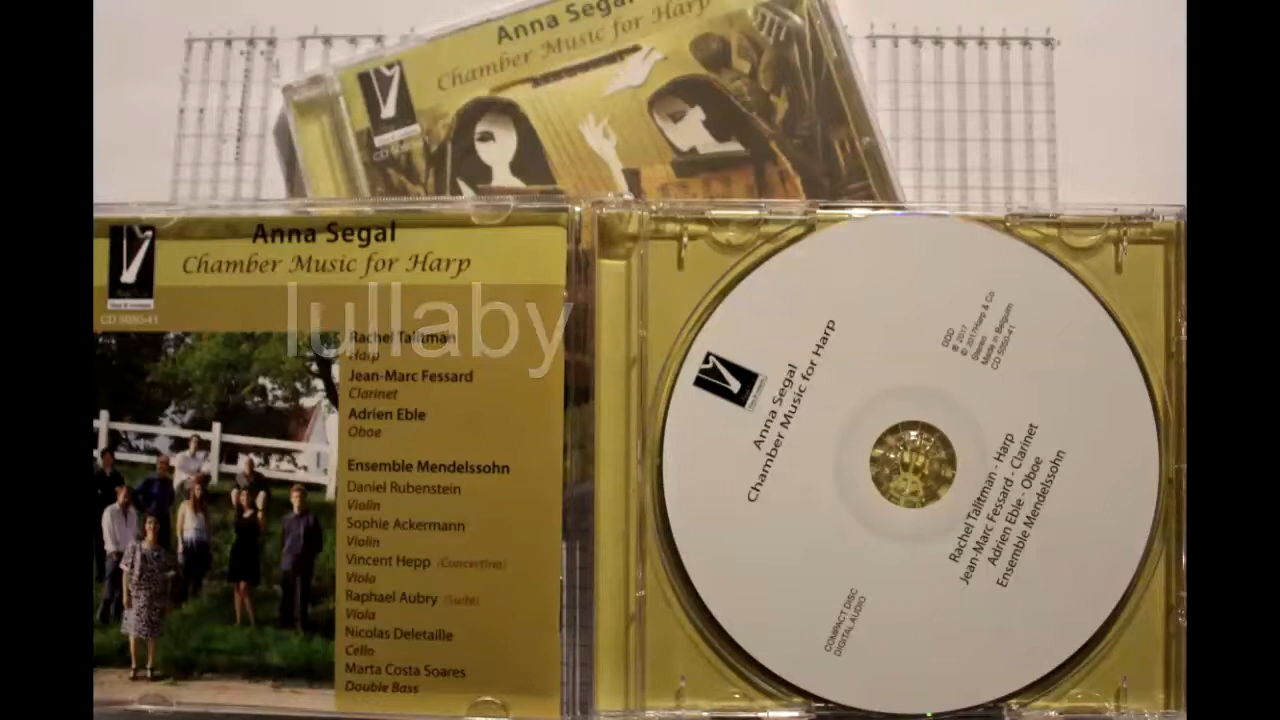 Anna Segal
Chamber Music for Harp
Anna Segal
Chamber Music for Harp
CD 5050-41
lullaby
Rachel Talitman
Harp
Jean-Marc Fessard
Clarinet
Adrien Eble
Oboe
Ensemble Mendelssohn
Daniel Rubenstein
Violin
Sophie Ackermann
Violin
Vincent Hepp (Concertino)
Viola
Raphael Aubry (Suite)
Viola
Nicolas Deletaille
Cello
Marta Costa Soares
Double Bass
Anna Segal
Chamber Music for Harp
DDD
℗ 2017
© 2017Harp & Co
Stereo
Made in Belgium
CD 5050-41
Rachel Talitman - Harp
Jean-Marc Fessard - Clarinet
Adrien Eble - Oboe
Ensemble Mendelssohn
COMPACT DISC
DIGITAL AUDIO